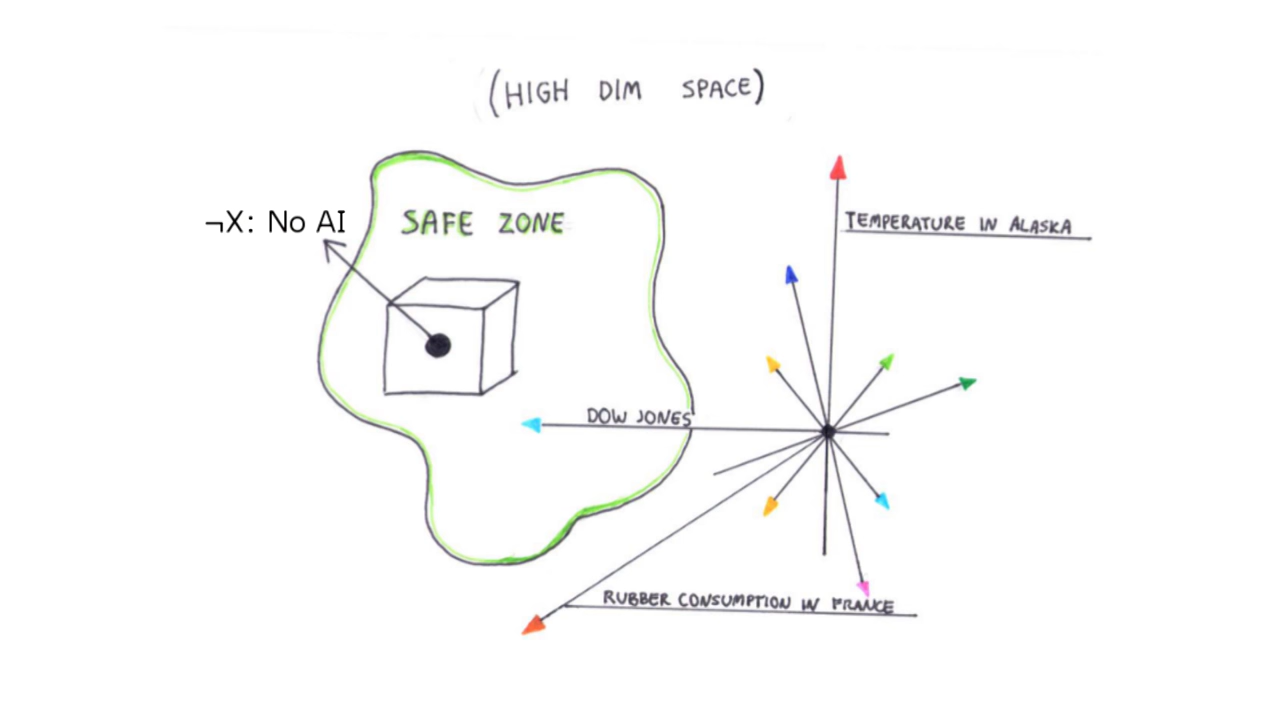 (HIGH DIM SPACE)
¬X: No AI
SAFE ZONE
TEMPERATURE IN ALASKA
DOW JONES
RUBBER CONSUMPTION IN FRANCE